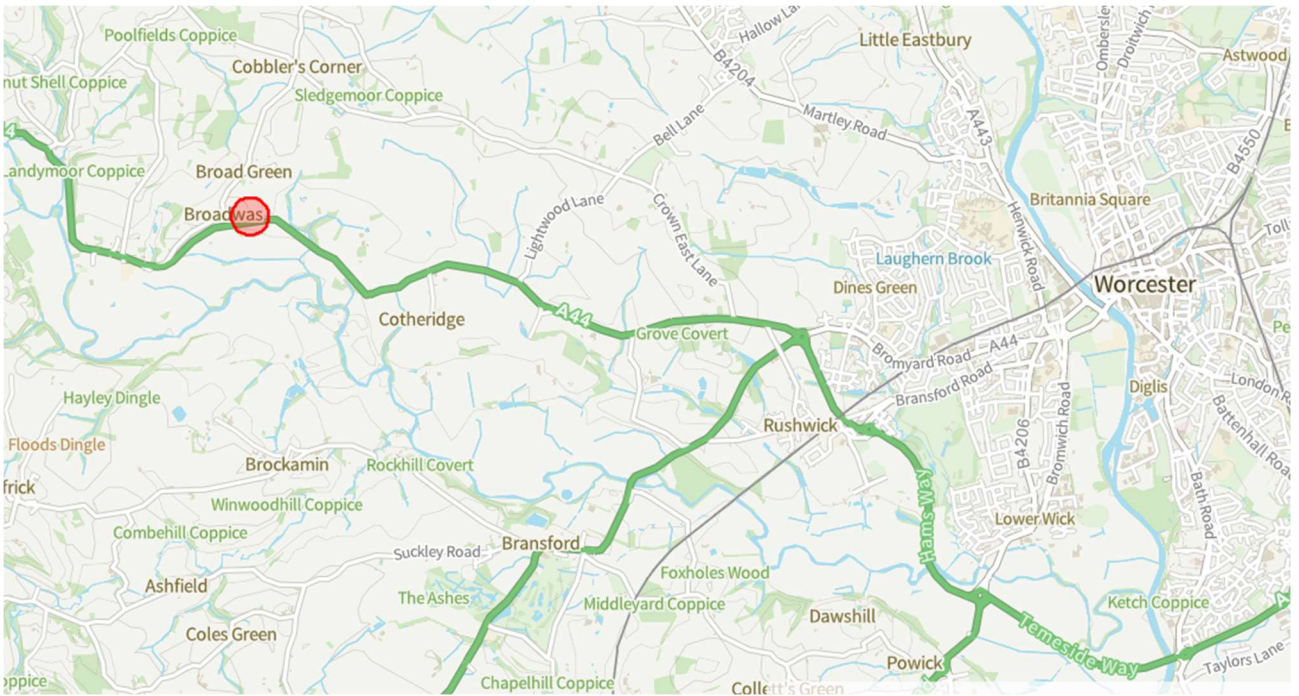 Poolfields Coppice
Hallow La
Little Eastbury
Ombersley
Droitwich
Astwood
Cobbler's Corner
B4204
nut Shell Coppice
Sledgemoor Coppice
Martley Road
A443
Bell Lane
B4550
4
Landymoor Coppice
Broad Green
Britannia Square
Broadwas
Lightwood Lane
Crown East Lane
Henwick Road
Toll
Laughern Brook
Dines Green
Worcester
Cotheridge
A44
Grove Covert
Pe
Bromyard Road
A44
Bransford Road
Diglis
London R
Hayley Dingle
Battenhall Road
Rushwick
B4206
Bromwich Road
Floods Dingle
Brockamin
Rockhill Covert
frick
Winwoodhill Coppice
Bath Road
Hams Way
Lower Wick
Combehill Coppice
Suckley Road
Bransford
Foxholes Wood
Ashfield
The Ashes
Middleyard Coppice
Dawshill
Ketch Coppice
A
Coles Green
Temeside Way
Powick
Taylors Lane
oppice
Chapelhill Coppice
Collett's Green